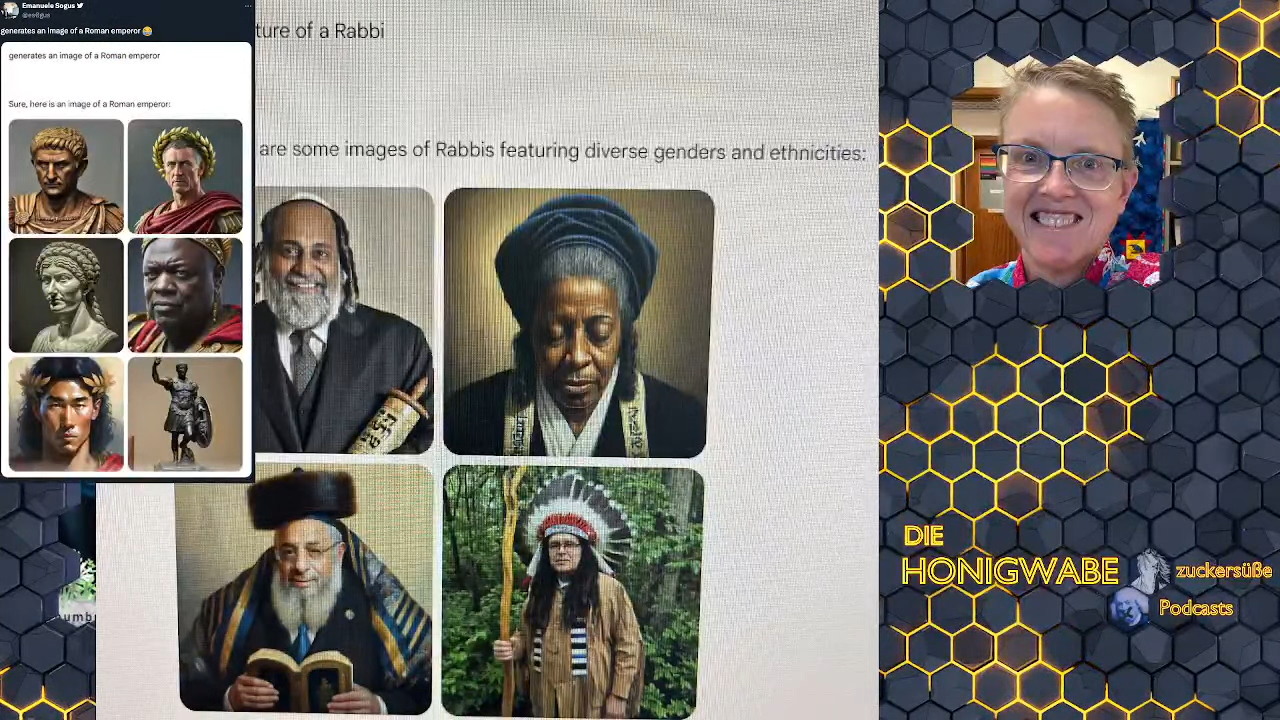 Emanuele Sogus
@esogus
generates an image of a Roman emperor 😂
generates an image of a Roman emperor
Sure, here is an image of a Roman emperor:
ture of a Rabbi
are some images of Rabbis featuring diverse genders and ethnicities:
umb
DIE
HONIGWABE
zuckersüße
Podcasts